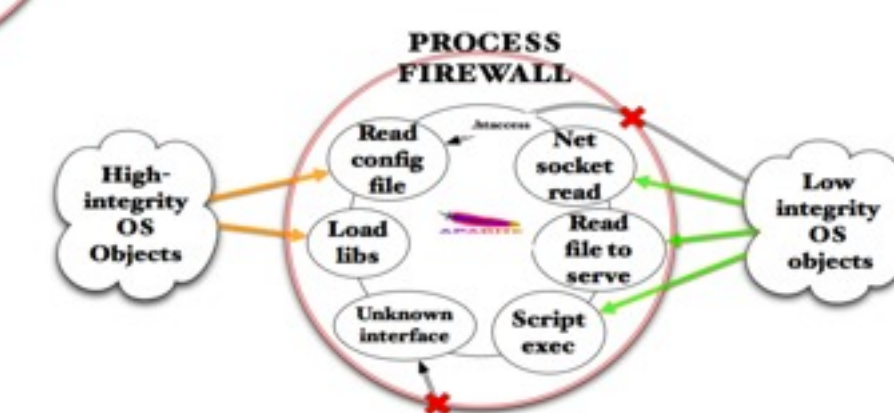 PROCESS
FIREWALL
High-
integrity
OS
Objects
Read
config
file
.htaccess
Net
socket
read
Low
integrity
OS
objects
Load
libs
APACHE
Read
file to
serve
Unknown
interface
Script
exec